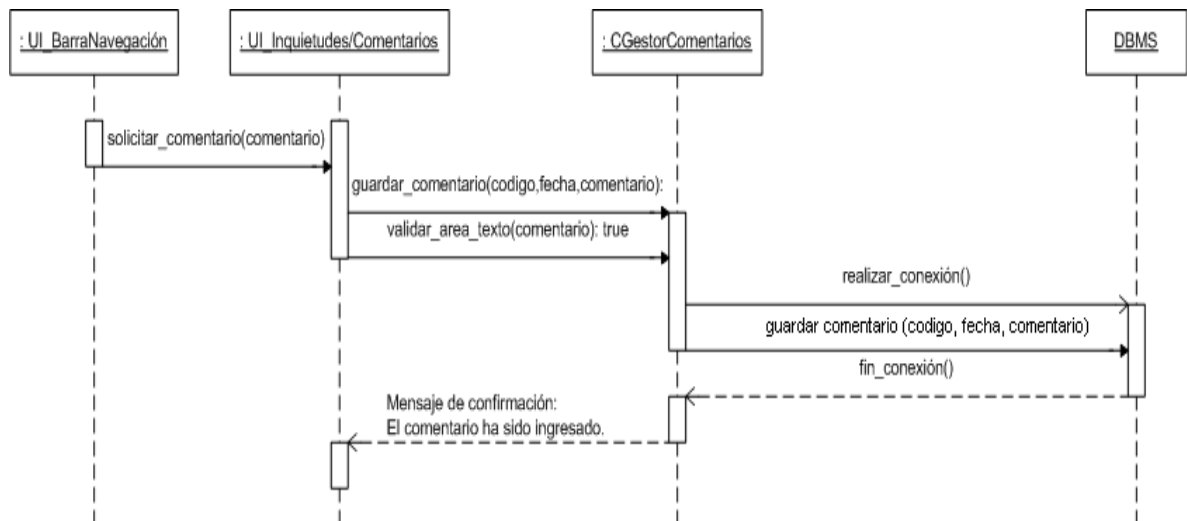 : UI_BarraNavegación
: UI_Inquietudes/Comentarios
: CGestorComentarios
DBMS
solicitar_comentario(comentario)
guardar_comentario(codigo,fecha,comentario):
validar_area_texto(comentario): true
realizar_conexión()
guardar comentario (codigo, fecha, comentario)
fin_conexión()
Mensaje de confirmación:
El comentario ha sido ingresado.